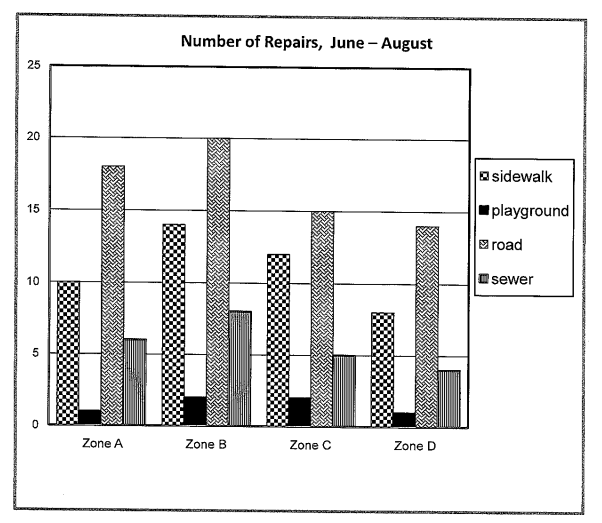 Number of Repairs, June – August
25
20
15
10
5
0
Zone A Zone B Zone C Zone D
sidewalk
playground
road
sewer